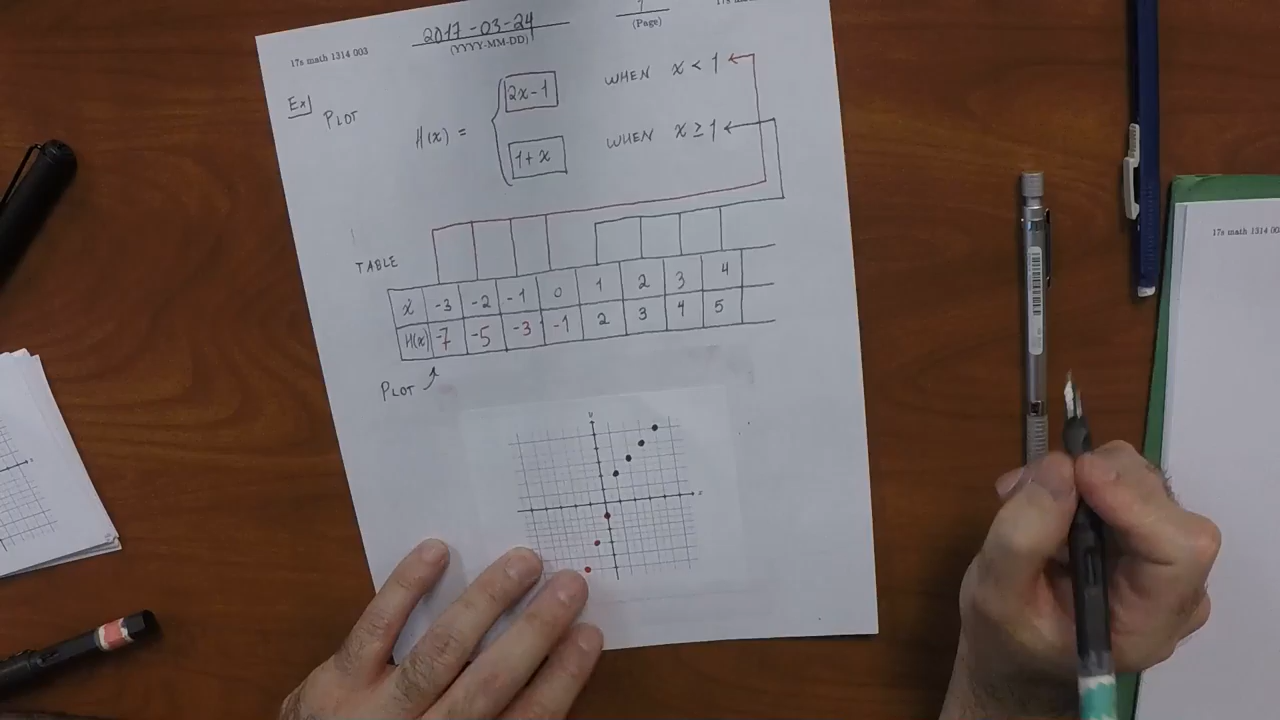 2017-03-24
17s math 1314 003
(YYYY-MM-DD)
(Page)
Ex] PLOT
H(x) =
2x-1 WHEN x < 1
1+x WHEN x ≥ 1
TABLE
x -3 -2 -1 0 1 2 3 4
H(x) -7 -5 -3 -1 2 3 4 5
PLOT
17s math 1314 00